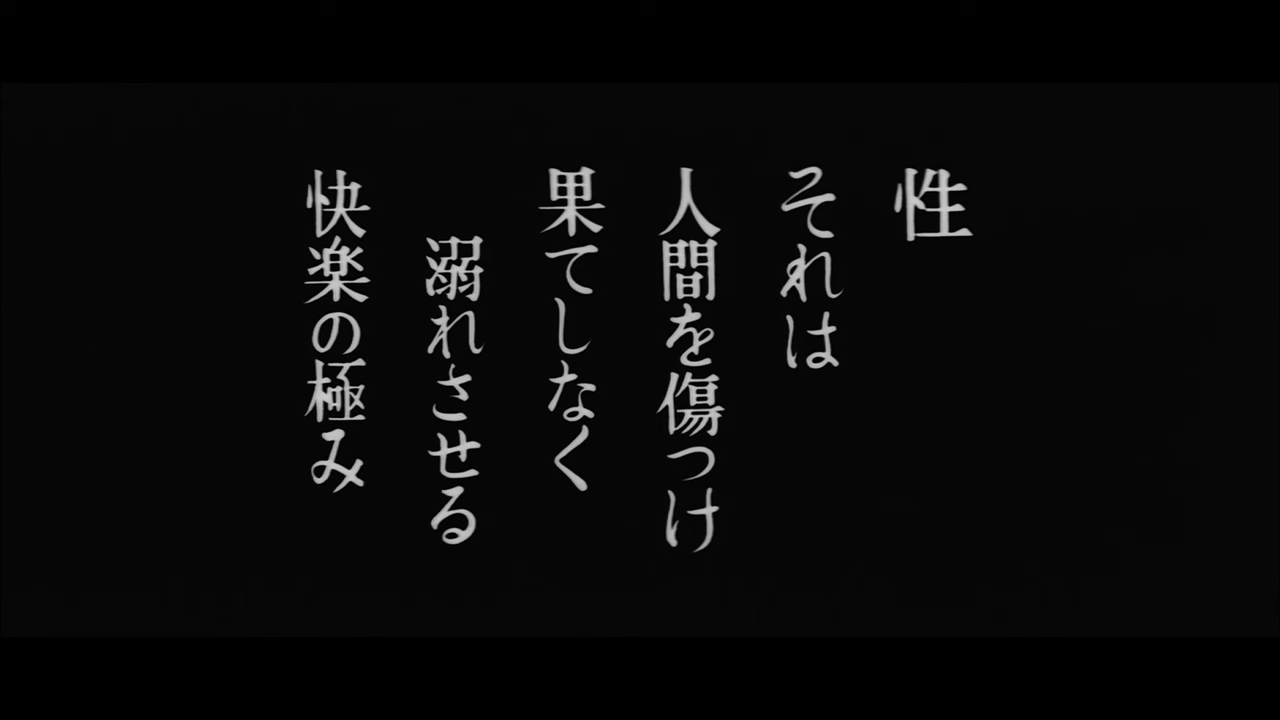 性
それは
人間を傷つけ
果てしなく
溺れさせる
快楽の極み